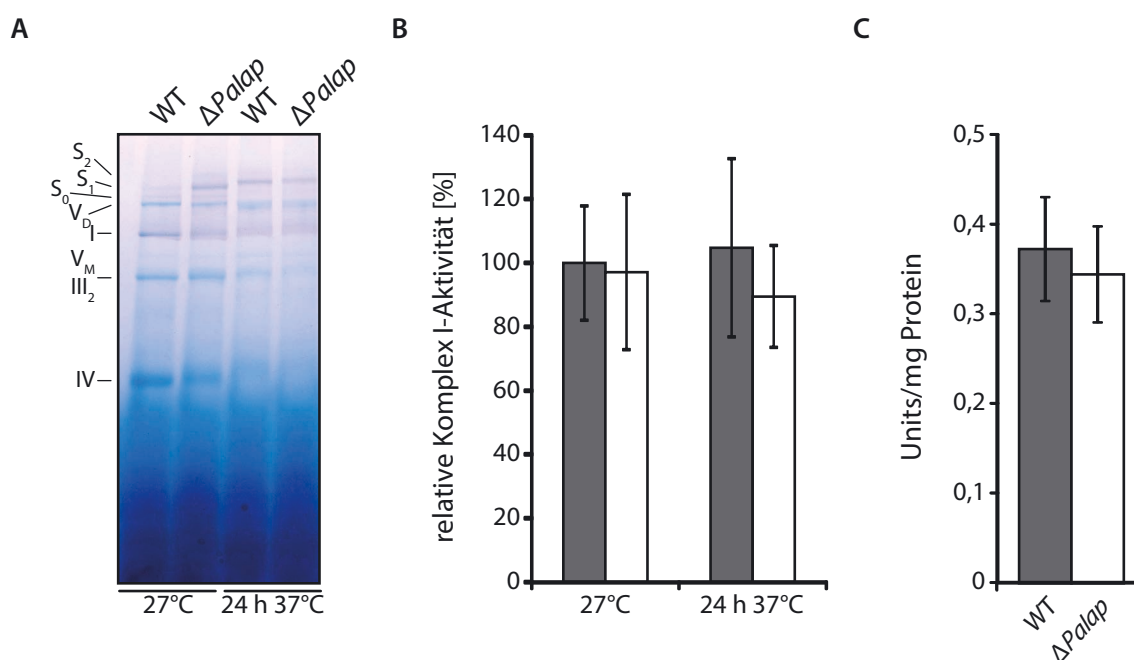 A
WT ΔPalap WT ΔPalap
S2
S1
S0
VD
I
VM
III2
IV
27°C 24 h 37°C
B
relative Komplex I-Aktivität [%]
140
120
100
80
60
40
20
0
27°C 24 h 37°C
C
Units/mg Protein
0,5
0,4
0,3
0,2
0,1
0
WT ΔPalap